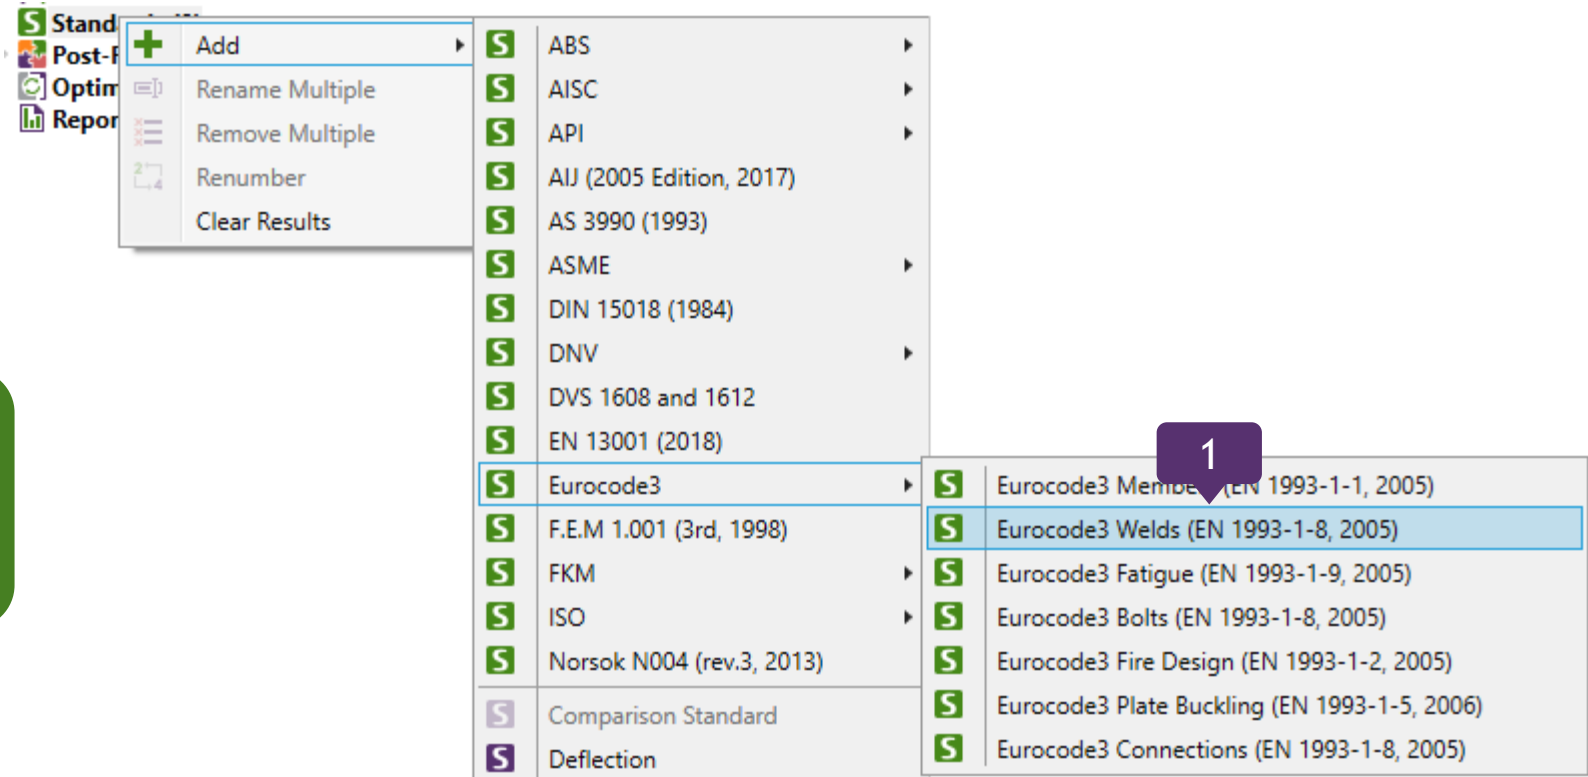 Stand
Post-F
Optim
Repor
Add
Rename Multiple
Remove Multiple
Renumber
Clear Results
ABS
AISC
API
AIJ (2005 Edition, 2017)
AS 3990 (1993)
ASME
DIN 15018 (1984)
DNV
DVS 1608 and 1612
EN 13001 (2018)
Eurocode3
F.E.M 1.001 (3rd, 1998)
FKM
ISO
Norsok N004 (rev.3, 2013)
Comparison Standard
Deflection
1
Eurocode3 Member (EN 1993-1-1, 2005)
Eurocode3 Welds (EN 1993-1-8, 2005)
Eurocode3 Fatigue (EN 1993-1-9, 2005)
Eurocode3 Bolts (EN 1993-1-8, 2005)
Eurocode3 Fire Design (EN 1993-1-2, 2005)
Eurocode3 Plate Buckling (EN 1993-1-5, 2006)
Eurocode3 Connections (EN 1993-1-8, 2005)